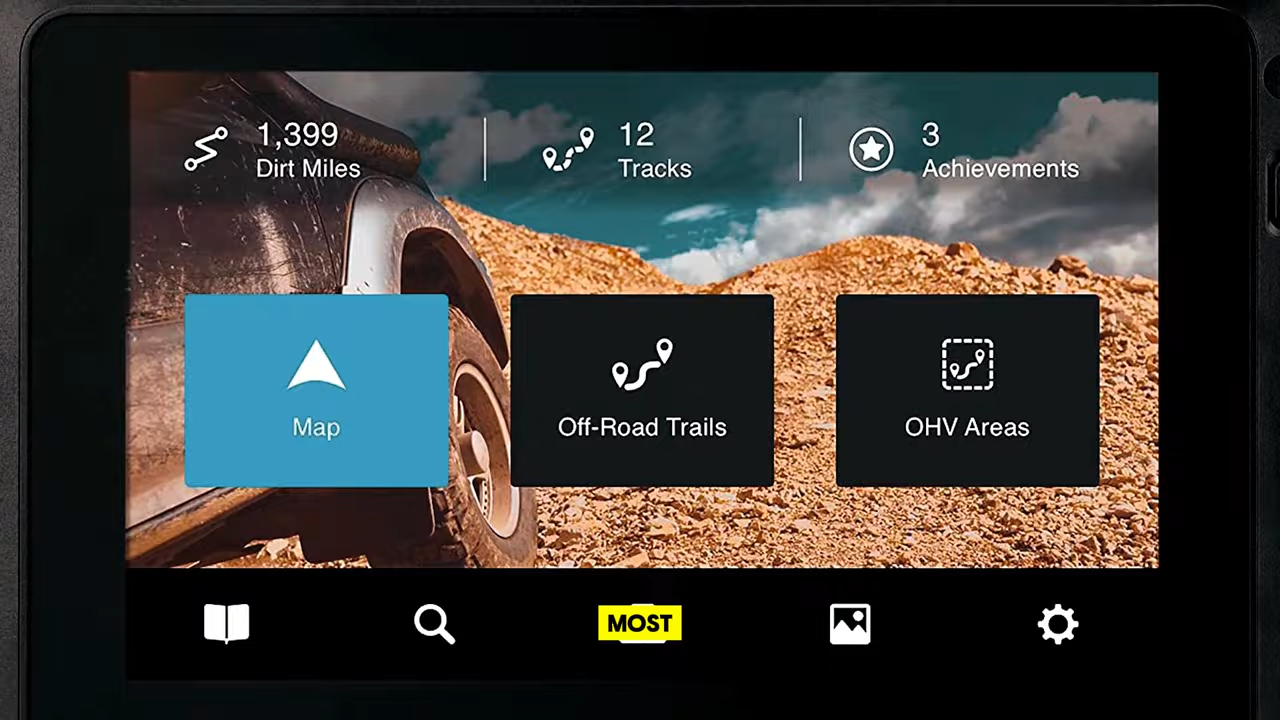 1,399
Dirt Miles
12
Tracks
3
Achievements
Map
Off-Road Trails
OHV Areas
MOST